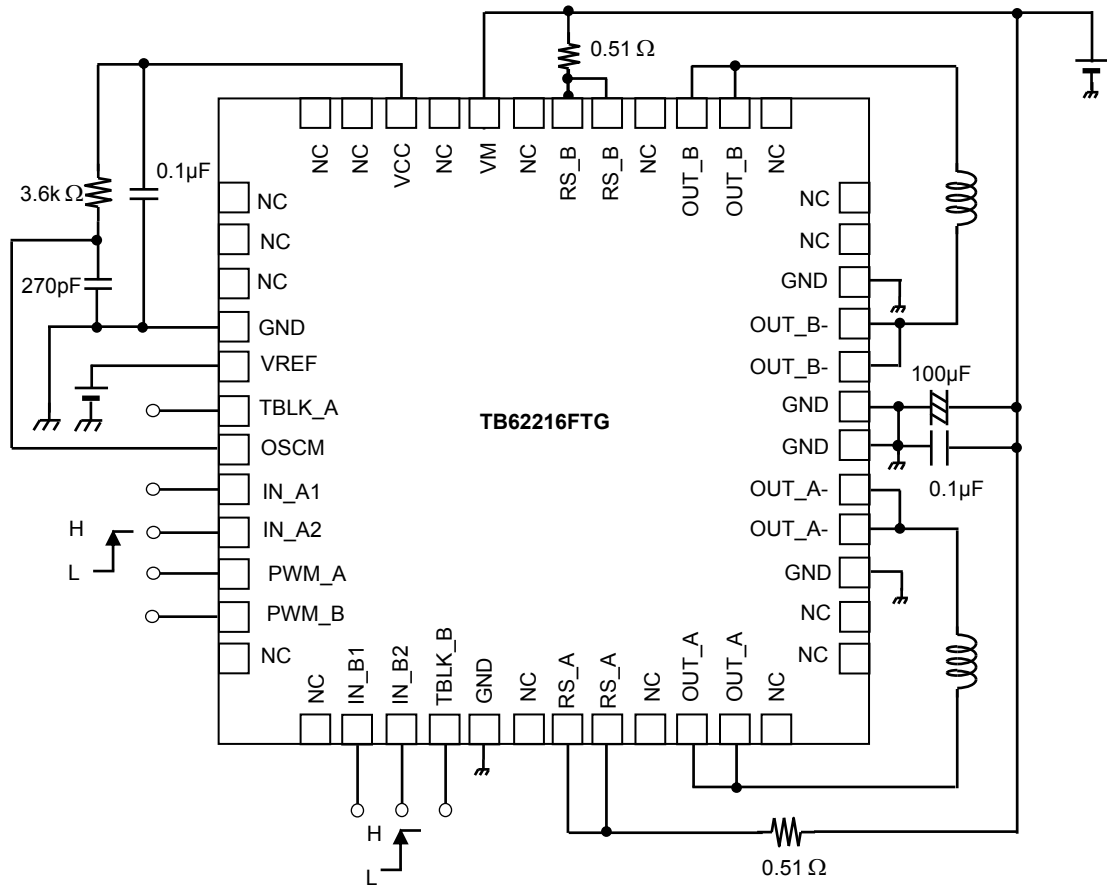 0.51 Ω
NC
NC
VCC
NC
VM
NC
RS_B
RS_B
NC
OUT_B
OUT_B
NC
0.1µF
3.6k Ω
270pF
NC
NC
NC
GND
VREF
TBLK_A
OSCM
IN_A1
IN_A2
PWM_A
PWM_B
NC
H
L
TB62216FTG
NC
NC
GND
OUT_B-
OUT_B-
GND
GND
OUT_A-
OUT_A-
GND
NC
NC
100µF
0.1µF
NC
IN_B1
IN_B2
TBLK_B
GND
NC
RS_A
RS_A
NC
OUT_A
OUT_A
NC
H
L
0.51 Ω